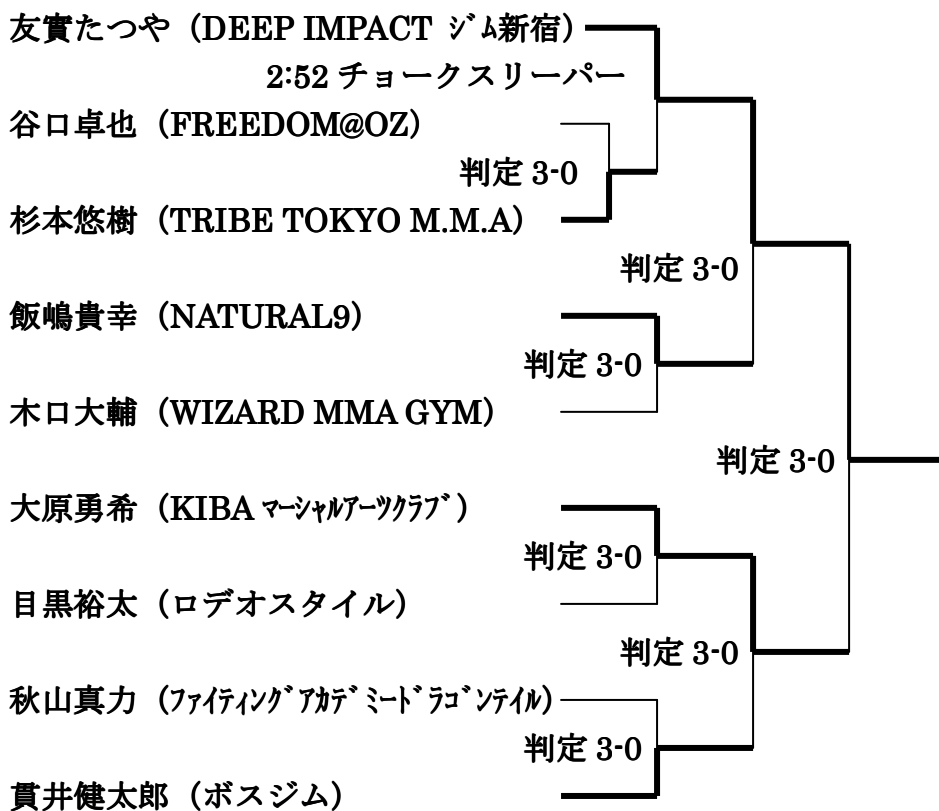 友實たつや（DEEP IMPACT ｼﾞﾑ新宿）
2:52 チョークスリーパー
谷口卓也（FREEDOM@OZ）
判定 3-0
杉本悠樹（TRIBE TOKYO M.M.A）
判定 3-0
飯嶋貴幸（NATURAL9）
判定 3-0
木口大輔（WIZARD MMA GYM）
判定 3-0
大原勇希（KIBA ﾏｰｼｬﾙｱｰﾂｸﾗﾌﾞ）
判定 3-0
目黒裕太（ロデオスタイル）
判定 3-0
秋山真力（ﾌｧｲﾃｨﾝｸﾞｱｶﾃﾞﾐｰﾄﾞﾗｺﾞﾝﾃｲﾙ）
判定 3-0
貫井健太郎（ボスジム）